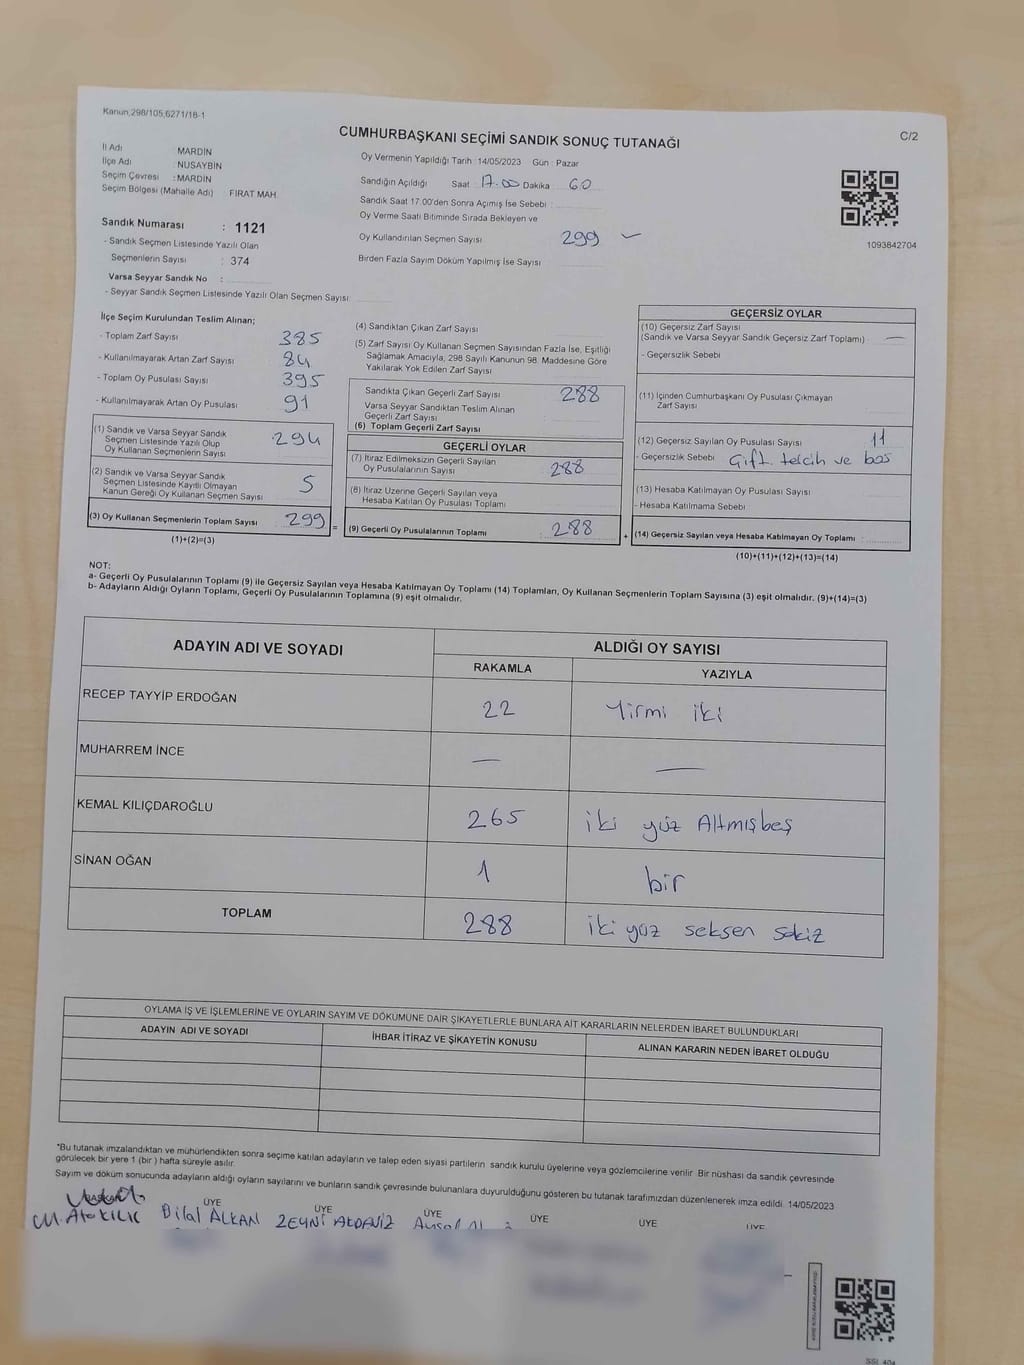 Kanun,298/105,6271/18-1
CUMHURBAŞKANI SEÇİMİ SANDIK SONUÇ TUTANAĞI
C/2
İl Adı MARDİN
İlçe Adı NUSAYBİN
Seçim Çevresi : MARDİN
Seçim Bölgesi (Mahalle Adı) FIRAT MAH.
Oy Vermenin Yapıldığı Tarih : 14/05/2023 Gün : Pazar
Sandığın Açıldığı Saat 17.00 Dakika 60
Sandık Saat 17.00'den Sonra Açımış İse Sebebi :
Oy Verme Saati Bitiminde Sırada Bekleyen ve
Oy Kullandırılan Seçmen Sayısı 299
Birden Fazla Sayım Döküm Yapılmış İse Sayısı
1093842704
Sandık Numarası : 1121
- Sandık Seçmen Listesinde Yazılı Olan
Seçmenlerin Sayısı : 374
Varsa Seyyar Sandık No :
- Seyyar Sandık Seçmen Listesinde Yazılı Olan Seçmen Sayısı
İlçe Seçim Kurulundan Teslim Alınan;
- Toplam Zarf Sayısı 385
- Kullanılmayarak Artan Zarf Sayısı 84
- Toplam Oy Pusulası Sayısı 395
- Kullanılmayarak Artan Oy Pusulası 91
(1) Sandık ve Varsa Seyyar Sandık
Seçmen Listesinde Yazılı Olup
Oy Kullanan Seçmenlerin Sayısı 294
(2) Sandık ve Varsa Seyyar Sandık
Seçmen Listesinde Kayıtlı Olmayan
Kanun Gereği Oy Kullanan Seçmen Sayısı 5
(3) Oy Kullanan Seçmenlerin Toplam Sayısı 299 =
(1)+(2)=(3)
(4) Sandıktan Çıkan Zarf Sayısı
(5) Zarf Sayısı Oy Kullanan Seçmen Sayısından Fazla İse, Eşitliği
Sağlamak Amacıyla, 298 Sayılı Kanunun 98. Maddesine Göre
Yakılarak Yok Edilen Zarf Sayısı
Sandıkta Çıkan Geçerli Zarf Sayısı 288
Varsa Seyyar Sandıktan Teslim Alınan
Geçerli Zarf Sayısı
(6) Toplam Geçerli Zarf Sayısı
GEÇERLİ OYLAR
(7) İtiraz Edilmeksizin Geçerli Sayılan
Oy Pusulalarının Sayısı 288
(8) İtiraz Üzerine Geçerli Sayılan veya
Hesaba Katılan Oy Pusulası Toplamı
(9) Geçerli Oy Pusulalarının Toplamı 288 +
GEÇERSİZ OYLAR
(10) Geçersiz Zarf Sayısı
(Sandık ve Varsa Seyyar Sandık Geçersiz Zarf Toplamı) —
- Geçersizlik Sebebi
(11) İçinden Cumhurbaşkanı Oy Pusulası Çıkmayan
Zarf Sayısı
(12) Geçersiz Sayılan Oy Pusulası Sayısı 11
- Geçersizlik Sebebi Çift. tercih ve boş
(13) Hesaba Katılmayan Oy Pusulası Sayısı
- Hesaba Katılmama Sebebi
(14) Geçersiz Sayılan veya Hesaba Katılmayan Oy Toplamı :
(10)+(11)+(12)+(13)=(14)
NOT:
a- Geçerli Oy Pusulalarının Toplamı (9) ile Geçersiz Sayılan veya Hesaba Katılmayan Oy Toplamı (14) Toplamları, Oy Kullanan Seçmenlerin Toplam Sayısına (3) eşit olmalıdır. (9)+(14)=(3)
b- Adayların Aldığı Oyların Toplamı, Geçerli Oy Pusulalarının Toplamına (9) eşit olmalıdır.
ADAYIN ADI VE SOYADI ALDIĞI OY SAYISI
RAKAMLA YAZIYLA
RECEP TAYYİP ERDOĞAN 22 Yirmi iki
MUHARREM İNCE — —
KEMAL KILIÇDAROĞLU 265 iki yüz Altmışbeş
SİNAN OĞAN 1 bir
TOPLAM 288 iki yüz seksen sekiz
OYLAMA İŞ VE İŞLEMLERİNE VE OYLARIN SAYIM VE DÖKÜMÜNE DAİR ŞİKAYETLERLE BUNLARA AİT KARARLARIN NELERDEN İBARET BULUNDUKLARI
ADAYIN ADI VE SOYADI İHBAR İTİRAZ VE ŞİKAYETİN KONUSU ALINAN KARARIN NEDEN İBARET OLDUĞU
*Bu tutanak imzalandıktan ve mühürlendikten sonra seçime katılan adayların ve talep eden siyasi partilerin sandık kurulu üyelerine veya gözlemcilerine verilir. Bir nüshası da sandık çevresinde
görülecek bir yere 1 (bir) hafta süreyle asılır.
Sayım ve döküm sonucunda adayların aldığı oyların sayılarını ve bunların sandık çevresinde bulunanlara duyurulduğunu gösteren bu tutanak tarafımızdan düzenlenerek imza edildi. 14/05/2023
BAŞKAN ÜYE ÜYE ÜYE ÜYE ÜYE ÜYE
M. Ata KILIÇ Bilal ALKAN ZEYNİ AKDENİZ Aysel